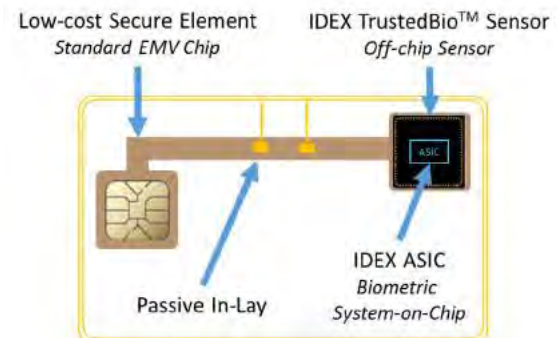 Low-cost Secure Element
Standard EMV Chip
IDEX TrustedBio™ Sensor
Off-chip Sensor
ASIC
Passive In-Lay
IDEX ASIC
Biometric
System-on-Chip